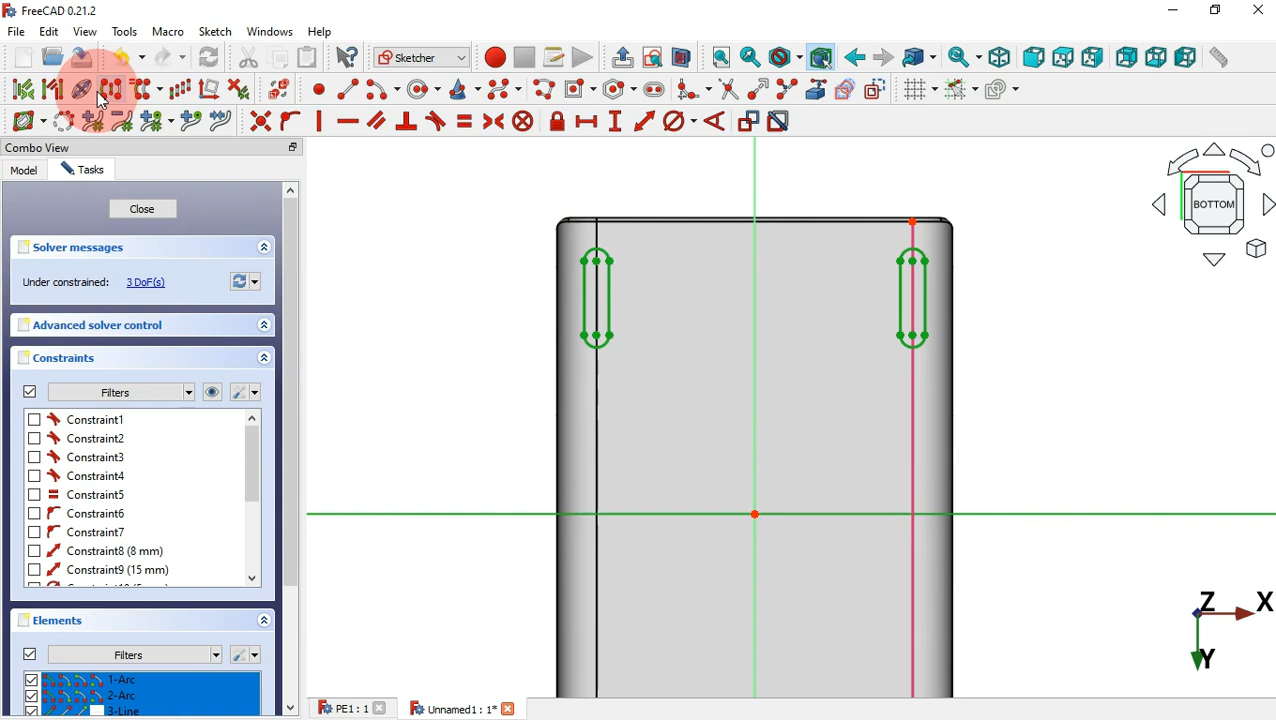 FreeCAD 0.21.2
File Edit View Tools Macro Sketch Windows Help
Sketcher
Combo View
Model Tasks
Close
Solver messages
Under constrained: 3 DoF(s)
Advanced solver control
Constraints
Filters
Constraint1
Constraint2
Constraint3
Constraint4
Constraint5
Constraint6
Constraint7
Constraint8 (8 mm)
Constraint9 (15 mm)
Elements
Filters
1-Arc
2-Arc
3-Line
BOTTOM
Z X
Y
PE1 : 1 Unnamed1 : 1*